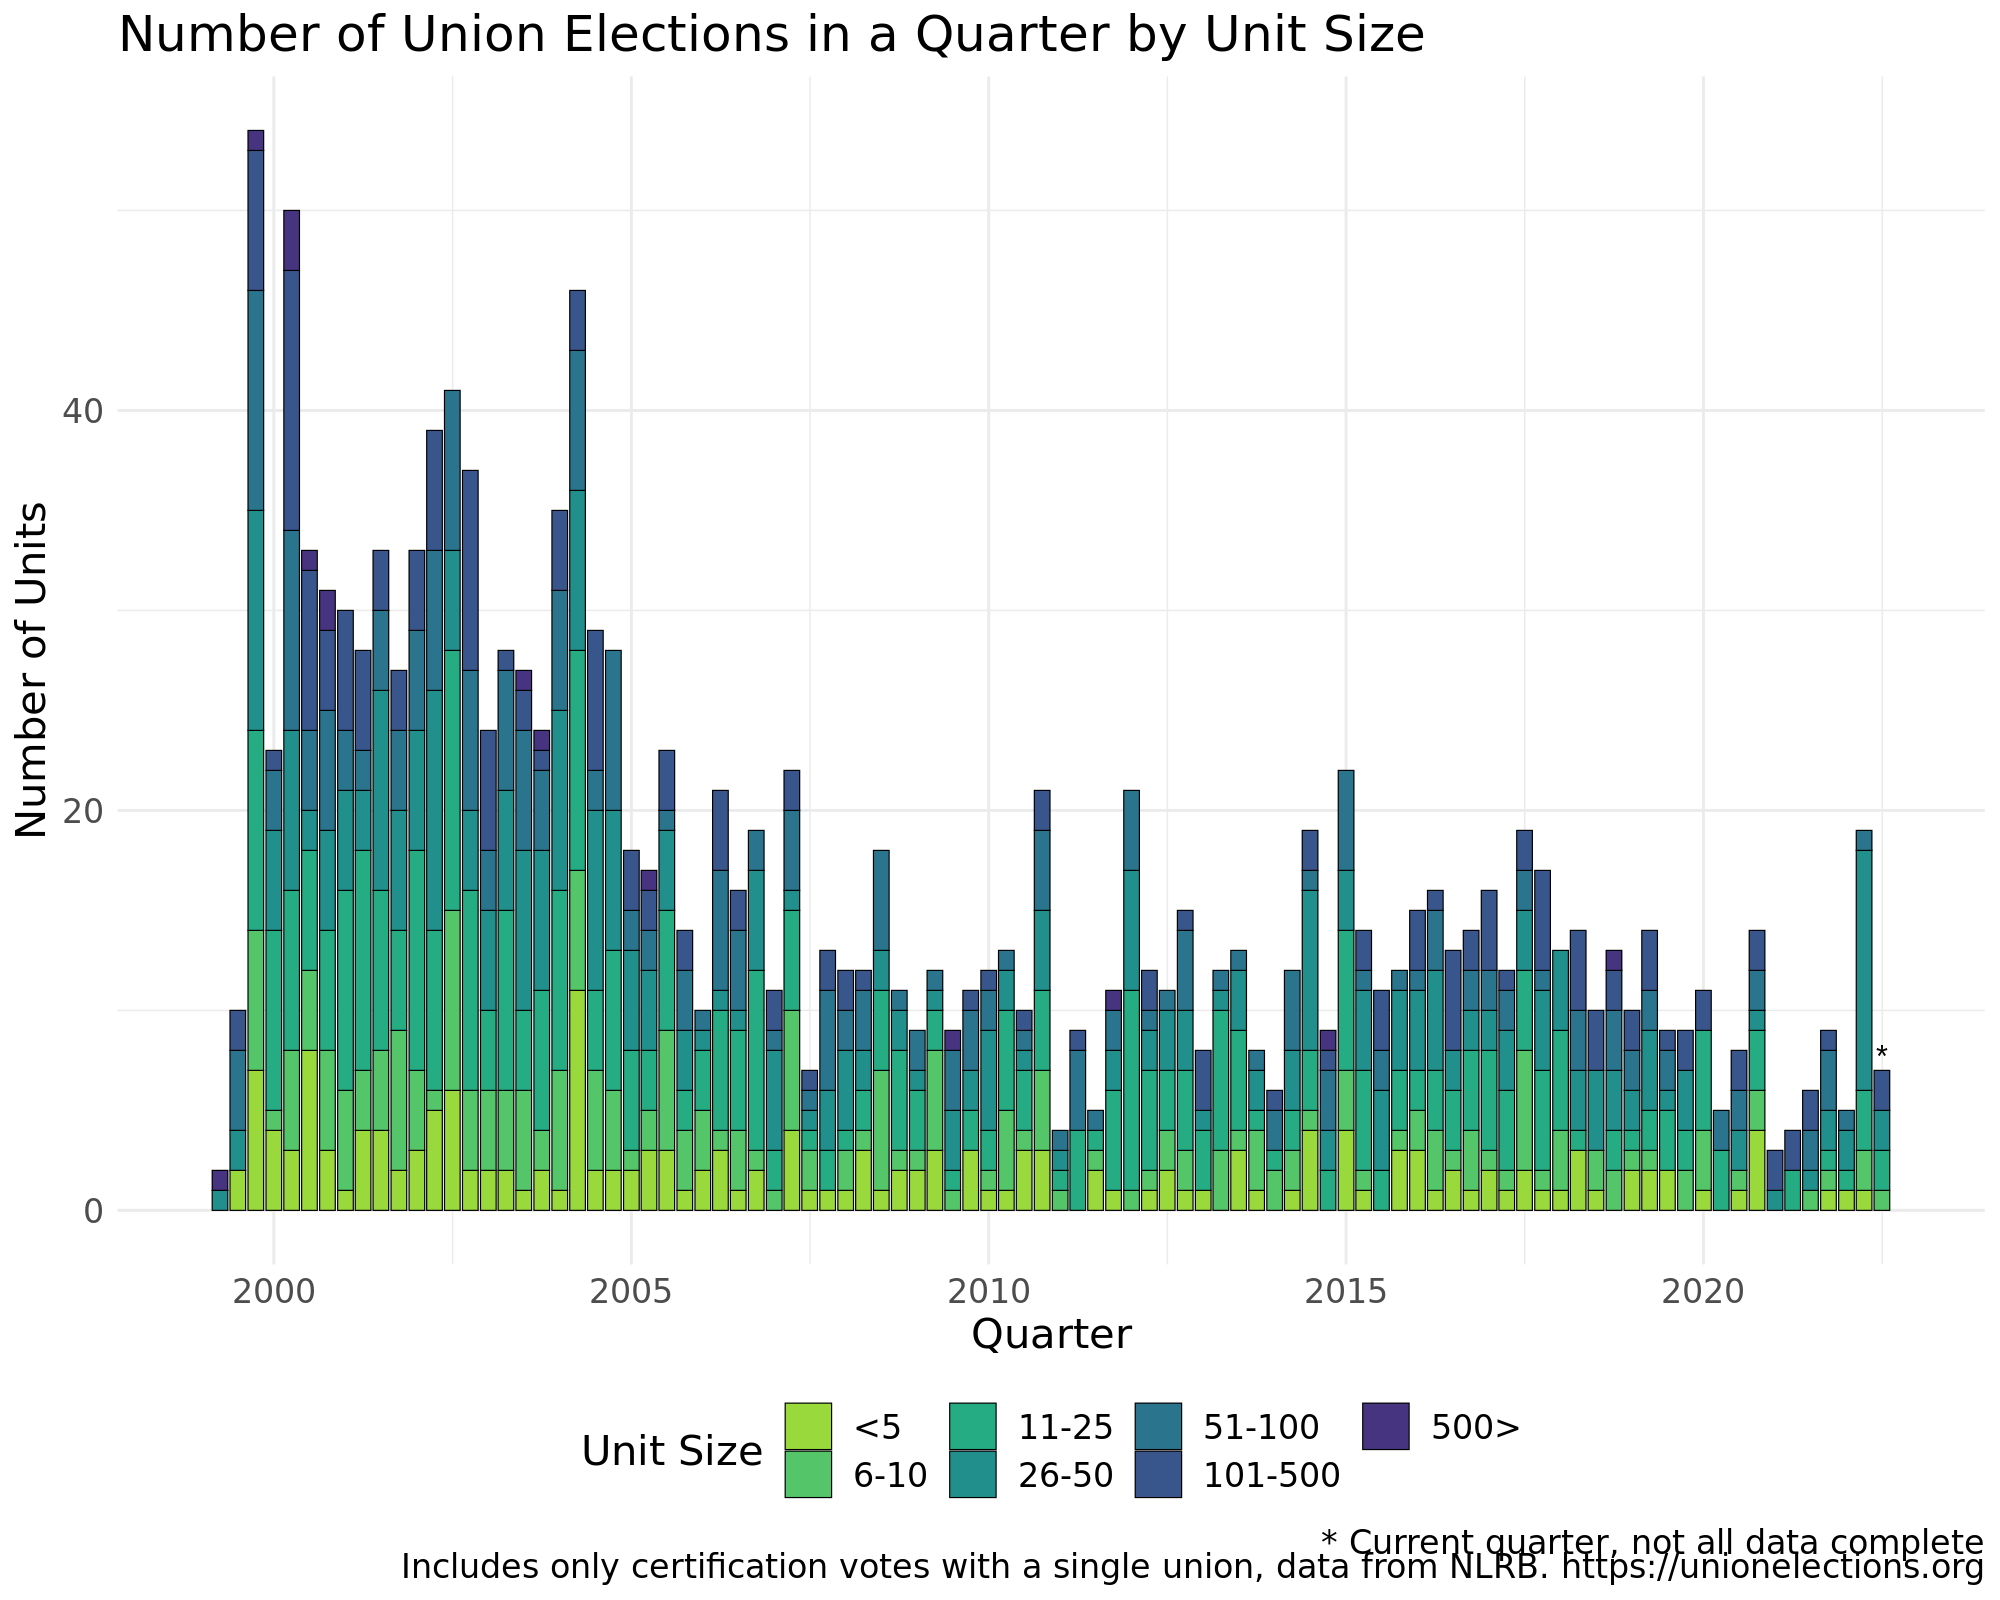 Number of Union Elections in a Quarter by Unit Size
Number of Units
40
20
0
*
2000 2005 2010 2015 2020
Quarter
Unit Size
<5 11-25 51-100 500>
6-10 26-50 101-500
* Current quarter, not all data complete
Includes only certification votes with a single union, data from NLRB. https://unionelections.org